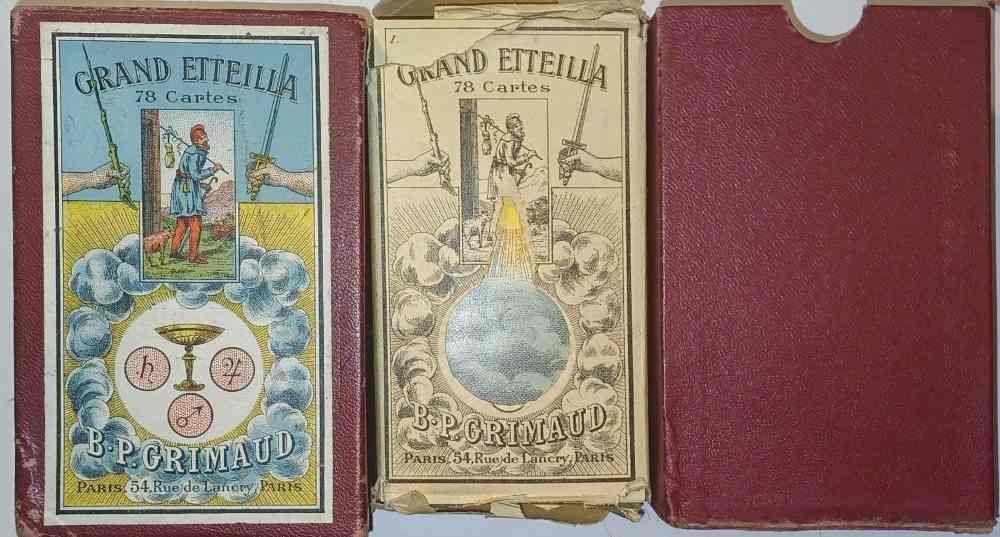 GRAND ETTEILLA
78 Cartes
B.P.GRIMAUD
PARIS, 54, Rue de Lancry, PARIS
1.
GRAND ETTEILLA
78 Cartes
B.P.GRIMAUD
PARIS, 54, Rue de Lancry, PARIS